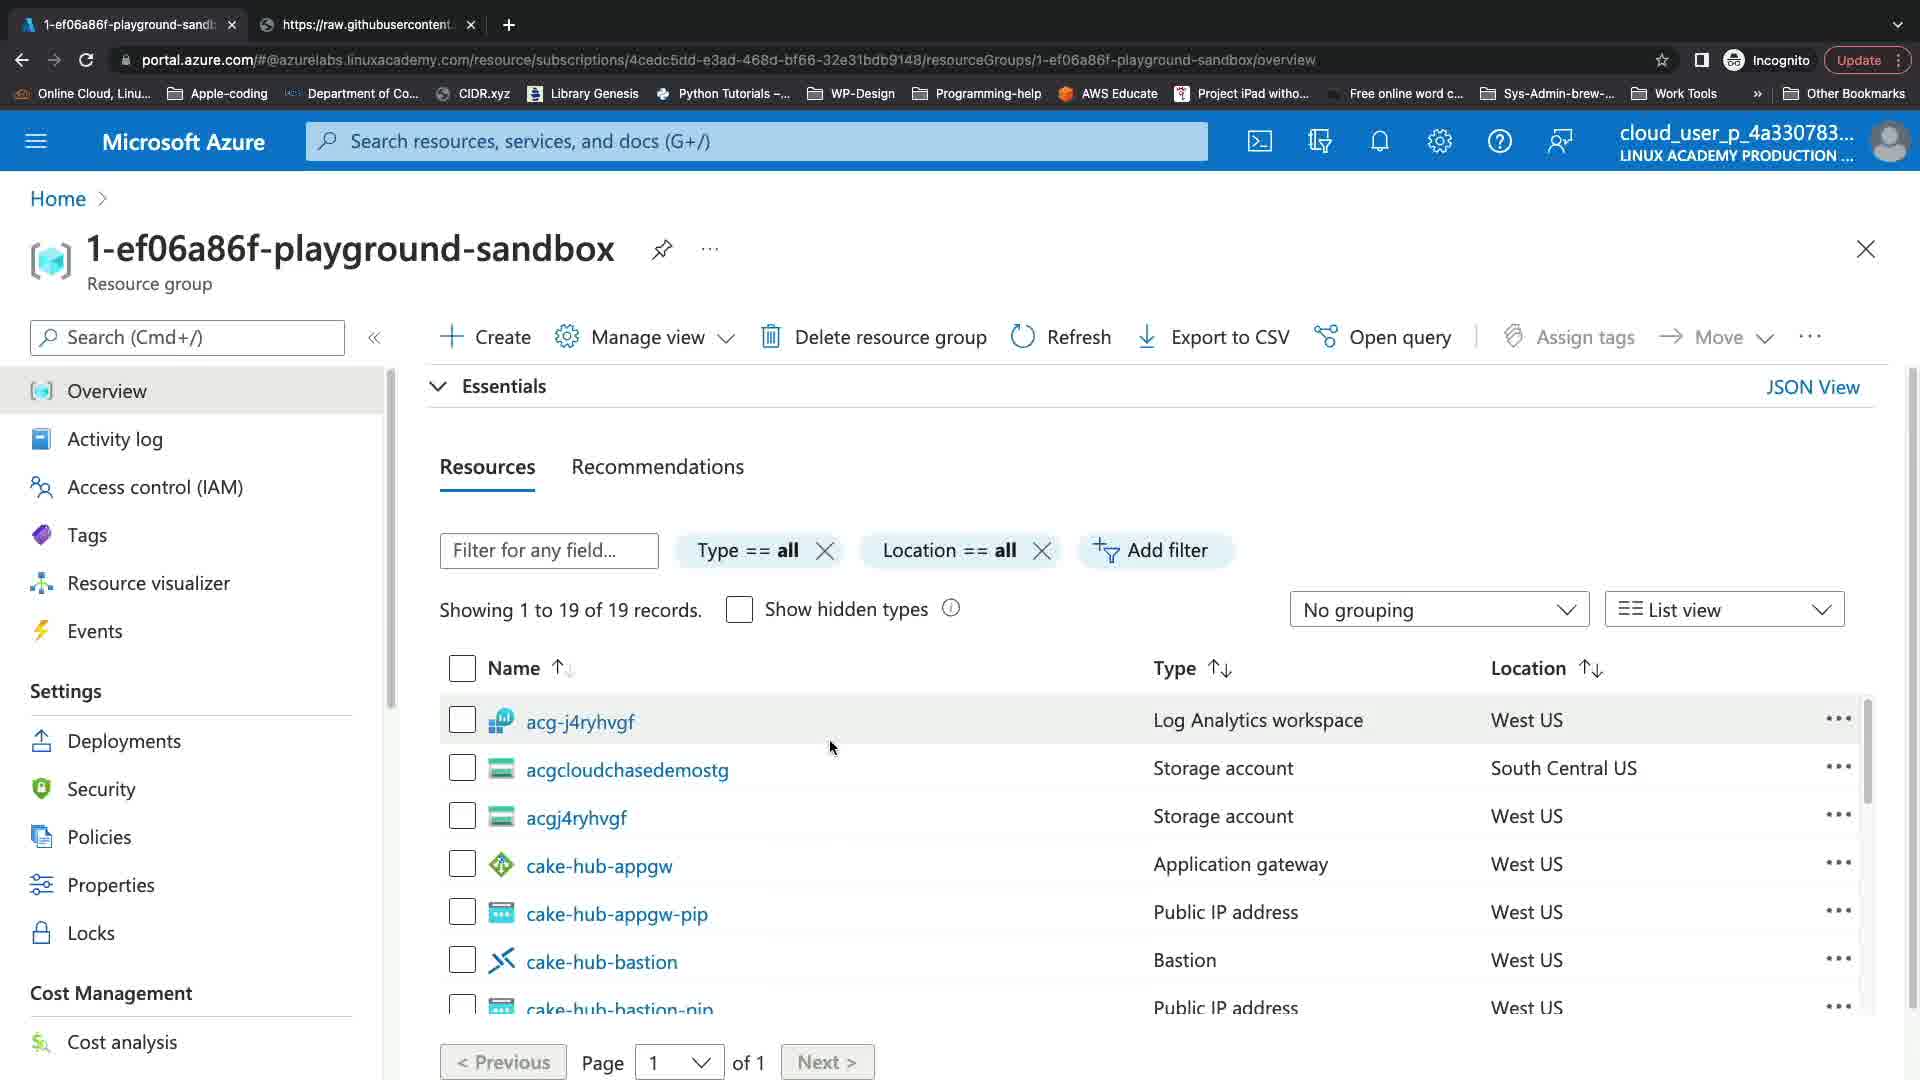 1-ef06a86f-playground-sandb
https://raw.githubusercontent.
portal.azure.com/#@azurelabs.linuxacademy.com/resource/subscriptions/4cedc5dd-e3ad-468d-bf66-32e31bdb9148/resourceGroups/1-ef06a86f-playground-sandbox/overview
Incognito
Update
Online Cloud, Linu...
Apple-coding
Department of Co...
CIDR.xyz
Library Genesis
Python Tutorials –...
WP-Design
Programming-help
AWS Educate
Project iPad witho...
Free online word c...
Sys-Admin-brew-...
Work Tools
»
Other Bookmarks
Microsoft Azure
Search resources, services, and docs (G+/)
cloud_user_p_4a330783...
LINUX ACADEMY PRODUCTION ...
Home >
1-ef06a86f-playground-sandbox
...
Resource group
Search (Cmd+/)
«
Create
Manage view
Delete resource group
Refresh
Export to CSV
Open query
Assign tags
Move
...
Overview
Activity log
Access control (IAM)
Tags
Resource visualizer
Events
Settings
Deployments
Security
Policies
Properties
Locks
Cost Management
Cost analysis
Essentials
JSON View
Resources
Recommendations
Filter for any field...
Type == all
Location == all
Add filter
Showing 1 to 19 of 19 records.
Show hidden types
No grouping
List view
Name
Type
Location
acg-j4ryhvgf
Log Analytics workspace
West US
acgcloudchasedemostg
Storage account
South Central US
acgj4ryhvgf
Storage account
West US
cake-hub-appgw
Application gateway
West US
cake-hub-appgw-pip
Public IP address
West US
cake-hub-bastion
Bastion
West US
cake-hub-bastion-pip
Public IP address
West US
< Previous
Page
1
of 1
Next >